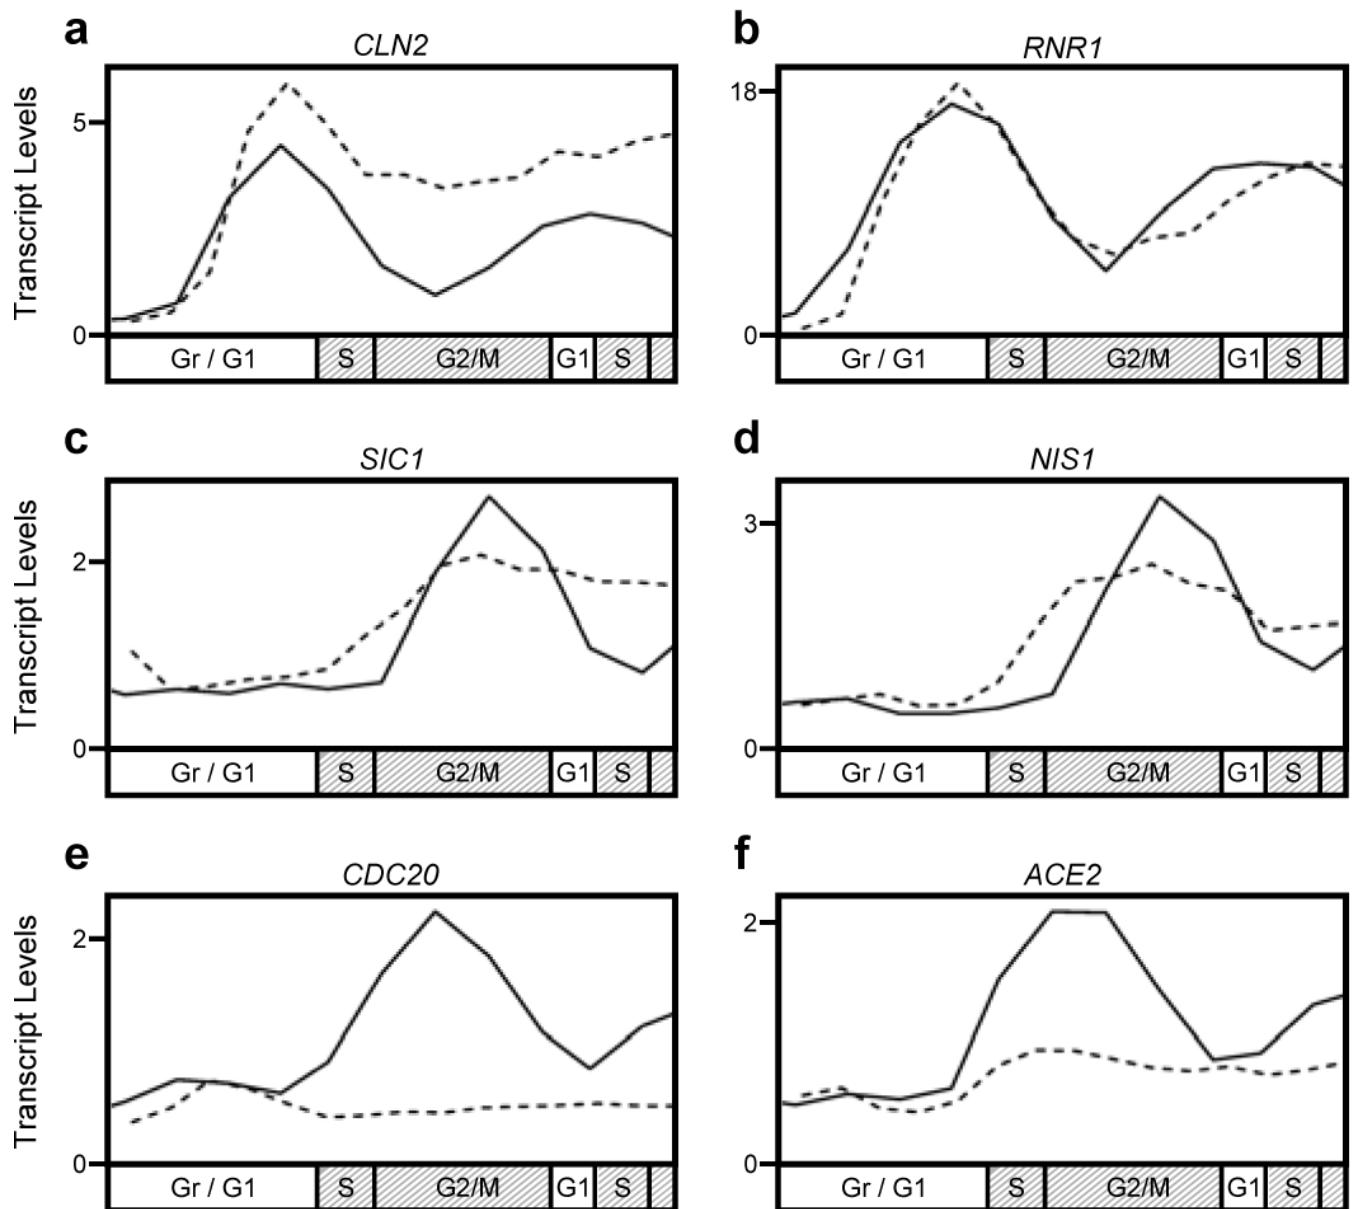 a
CLN2
b
RNR1
Transcript Levels
5
0
Gr / G1 S G2/M G1 S
18
0
Gr / G1 S G2/M G1 S
c
SIC1
d
NIS1
Transcript Levels
2
0
Gr / G1 S G2/M G1 S
3
0
Gr / G1 S G2/M G1 S
e
CDC20
f
ACE2
Transcript Levels
2
0
Gr / G1 S G2/M G1 S
2
0
Gr / G1 S G2/M G1 S